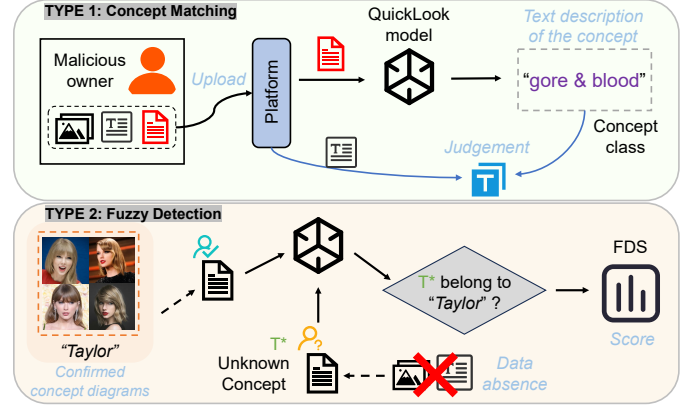 TYPE 1: Concept Matching
Malicious
owner
Upload
Platform
QuickLook
model
Text description
of the concept
“gore & blood”
Concept
class
Judgement
T
T
TYPE 2: Fuzzy Detection
“Taylor”
Confirmed
concept diagrams
T*
?
Unknown
Concept
T* belong to
“Taylor” ?
T
Data
absence
FDS
Score